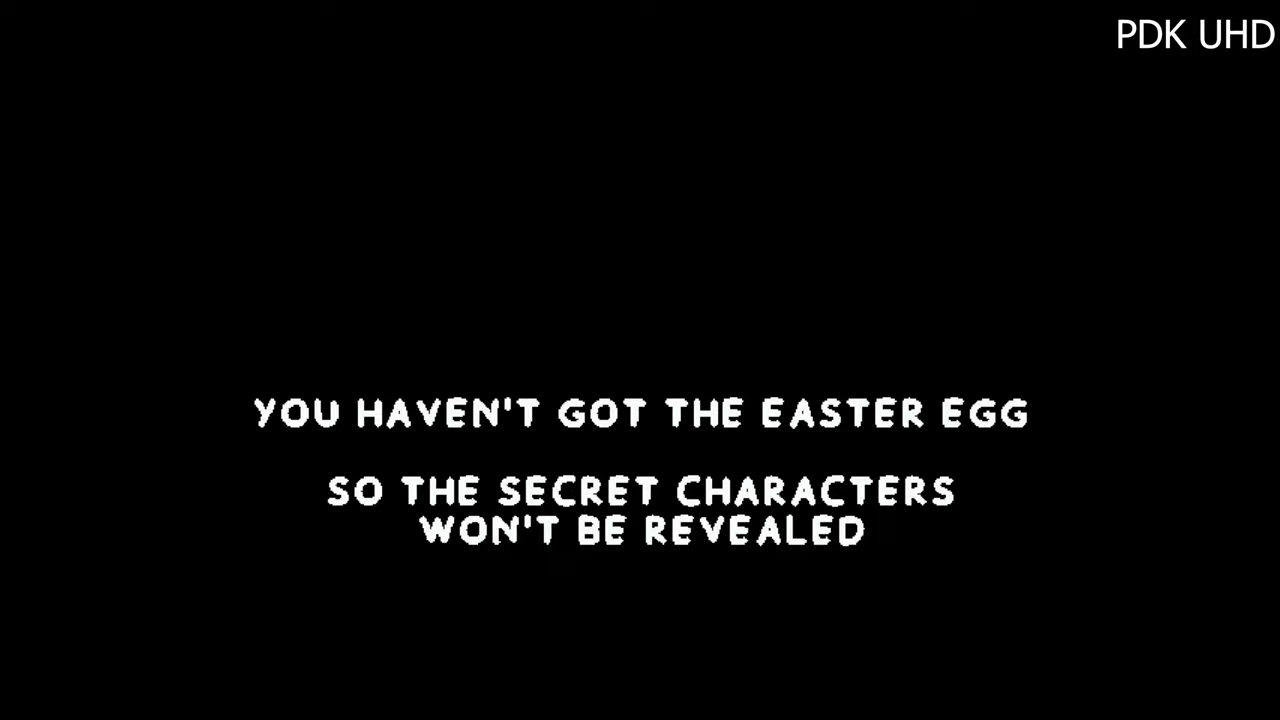 PDK UHD
YOU HAVEN'T GOT THE EASTER EGG
SO THE SECRET CHARACTERS
WON'T BE REVEALED